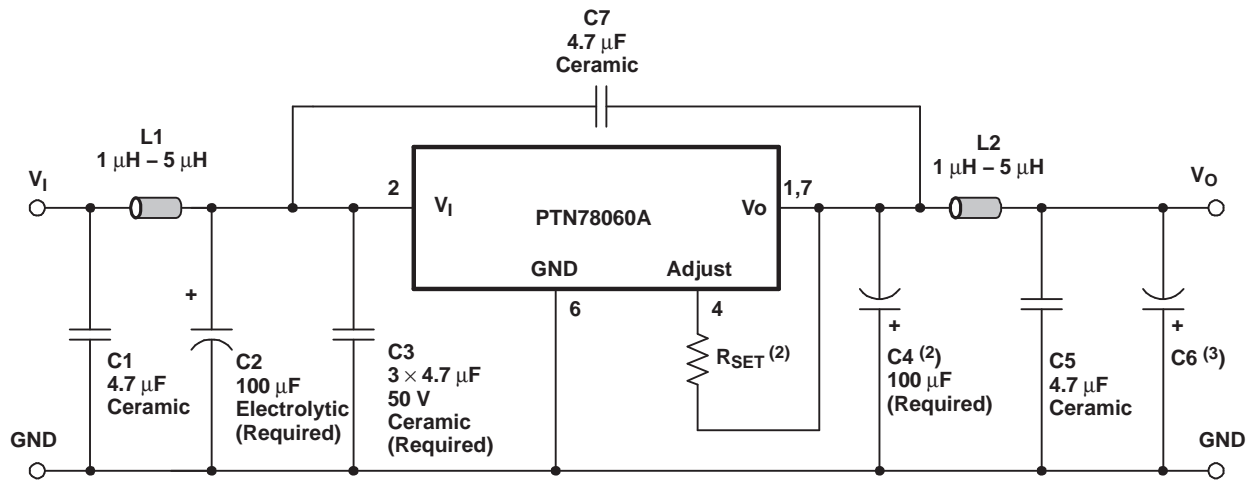 C7
4.7 μF
Ceramic
L1
1 μH – 5 μH
L2
1 μH – 5 μH
VI
2
VI
PTN78060A
Vo
1,7
VO
GND
Adjust
6
4
+
C1
4.7 μF
Ceramic
C2
100 μF
Electrolytic
(Required)
C3
3 × 4.7 μF
50 V
Ceramic
(Required)
RSET (2)
+
C4 (2)
100 μF
(Required)
C5
4.7 μF
Ceramic
+
C6 (3)
GND
GND